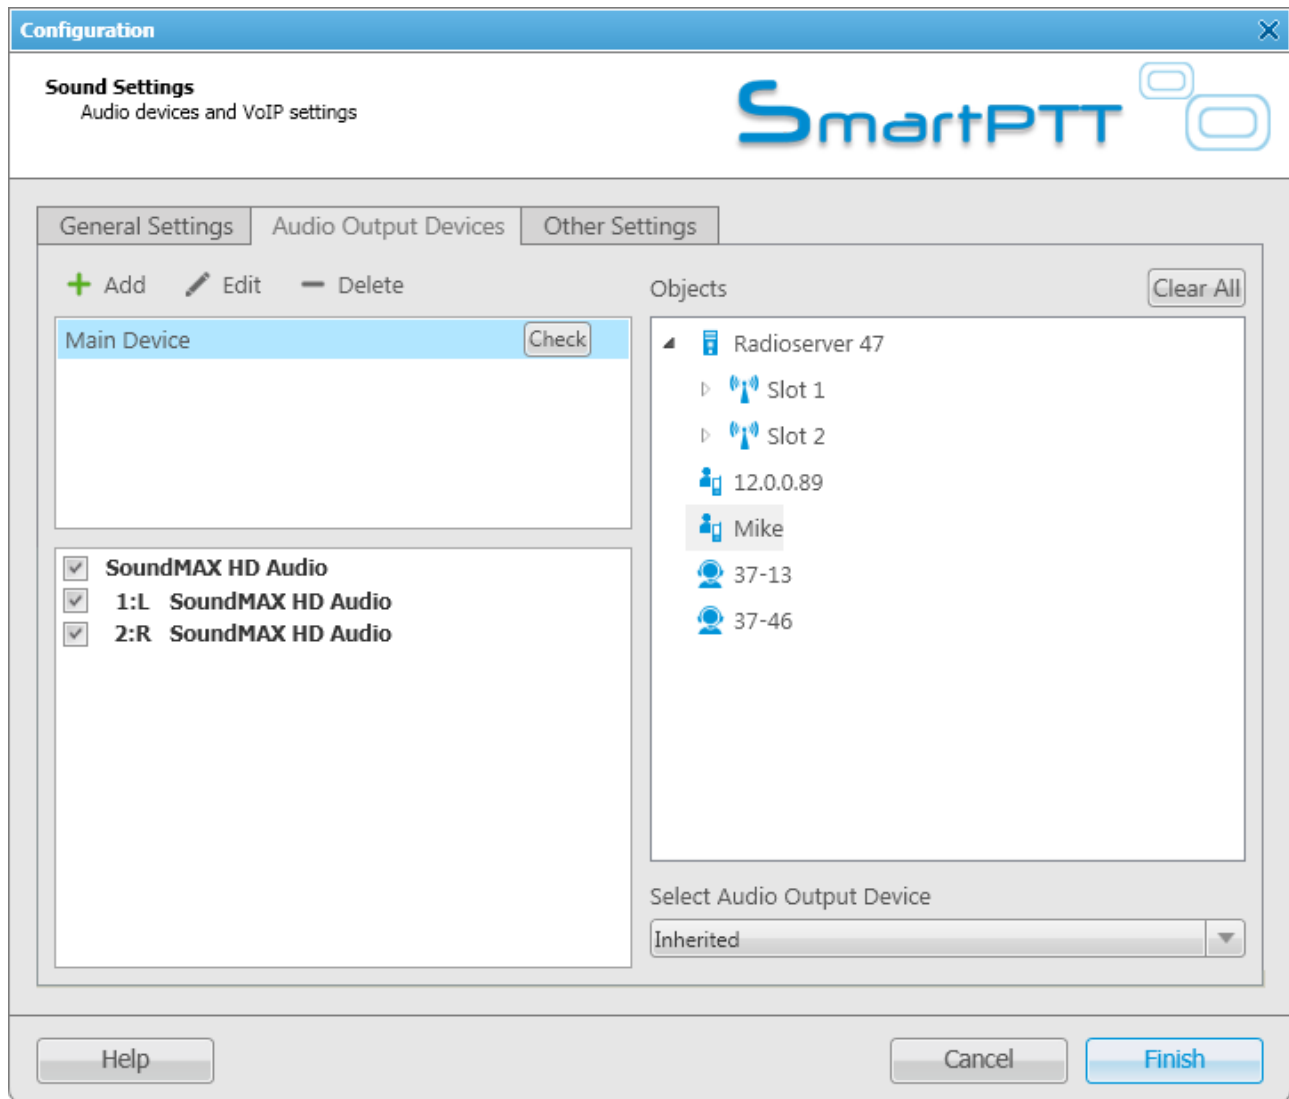 Configuration
Sound Settings
Audio devices and VoIP settings
SmartPTT
General Settings
Audio Output Devices
Other Settings
Add
Edit
Delete
Main Device
Check
SoundMAX HD Audio
1:L SoundMAX HD Audio
2:R SoundMAX HD Audio
Objects
Clear All
Radioserver 47
Slot 1
Slot 2
12.0.0.89
Mike
37-13
37-46
Select Audio Output Device
Inherited
Help
Cancel
Finish